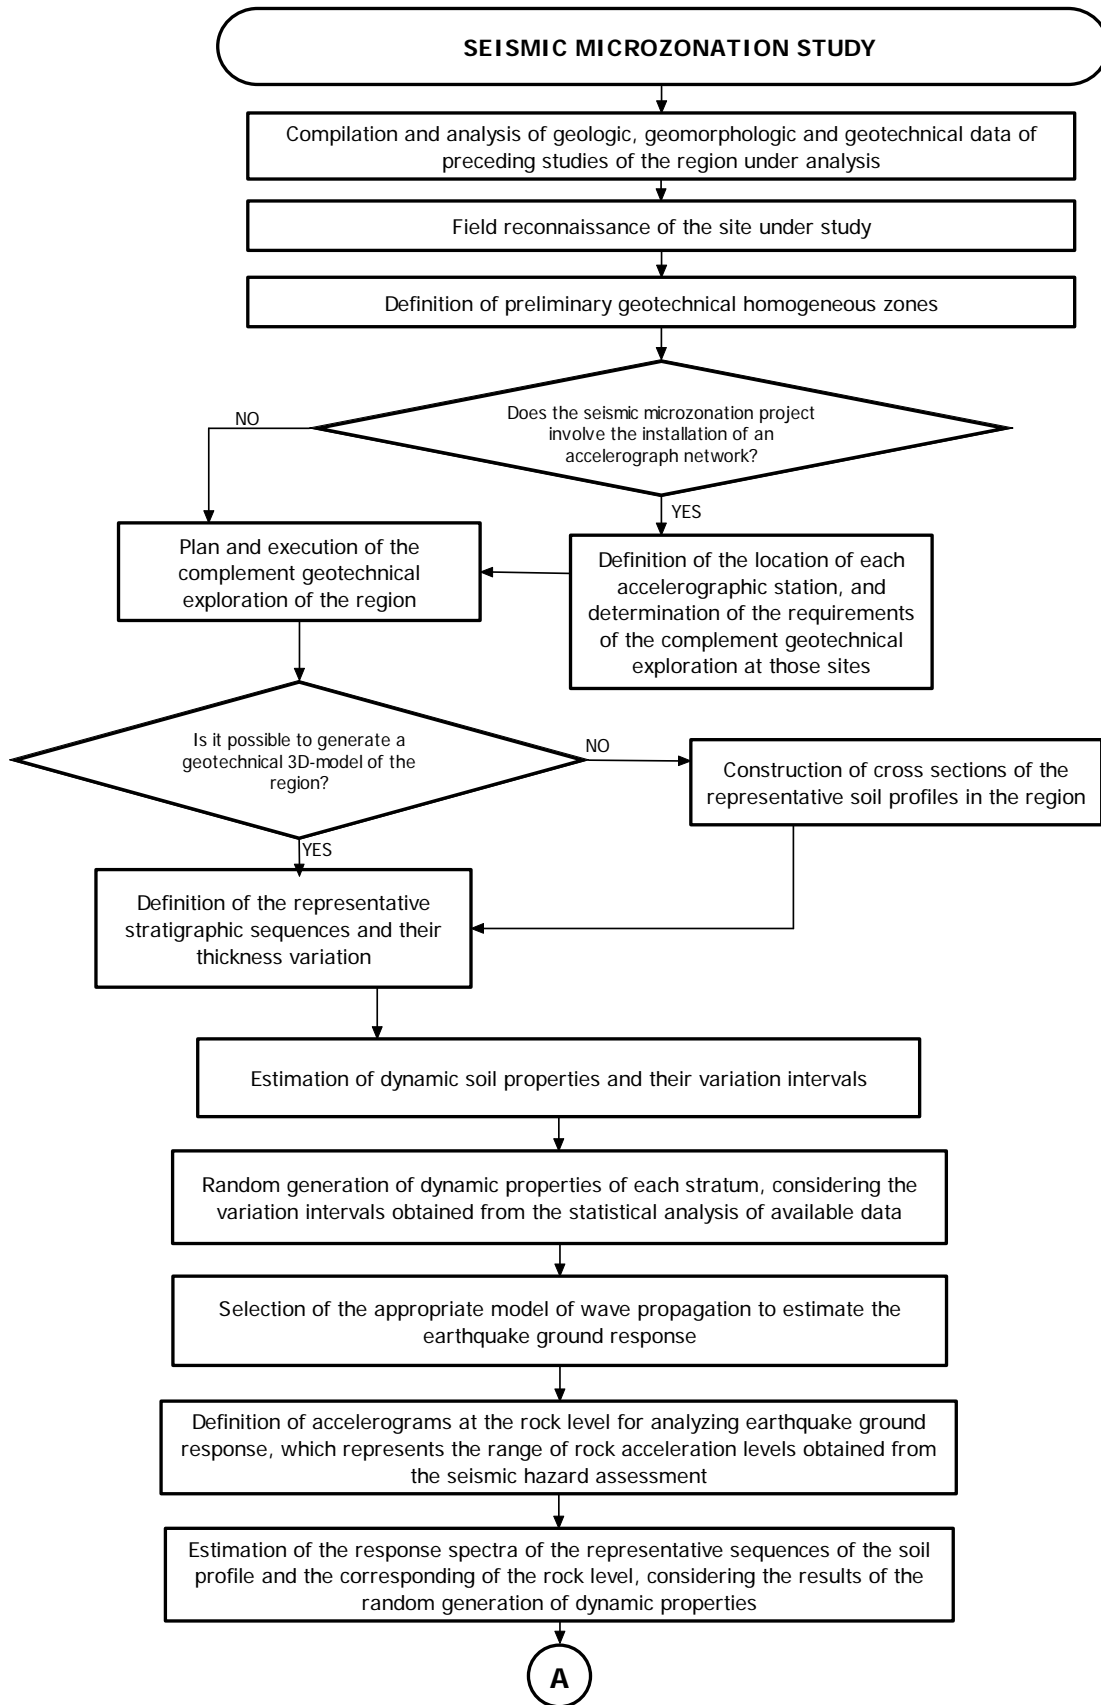 SEISMIC MICROZONATION STUDY
Compilation and analysis of geologic, geomorphologic and geotechnical data of
preceding studies of the region under analysis
Field reconnaissance of the site under study
Definition of preliminary geotechnical homogeneous zones
Does the seismic microzonation project
involve the installation of an
accelerograph network?
NO
YES
Plan and execution of the
complement geotechnical
exploration of the region
Definition of the location of each
accelerographic station, and
determination of the requirements
of the complement geotechnical
exploration at those sites
Is it possible to generate a
geotechnical 3D-model of the
region?
NO
Construction of cross sections of the
representative soil profiles in the region
YES
Definition of the representative
stratigraphic sequences and their
thickness variation
Estimation of dynamic soil properties and their variation intervals
Random generation of dynamic properties of each stratum, considering the
variation intervals obtained from the statistical analysis of available data
Selection of the appropriate model of wave propagation to estimate the
earthquake ground response
Definition of accelerograms at the rock level for analyzing earthquake ground
response, which represents the range of rock acceleration levels obtained from
the seismic hazard assessment
Estimation of the response spectra of the representative sequences of the soil
profile and the corresponding of the rock level, considering the results of the
random generation of dynamic properties
A